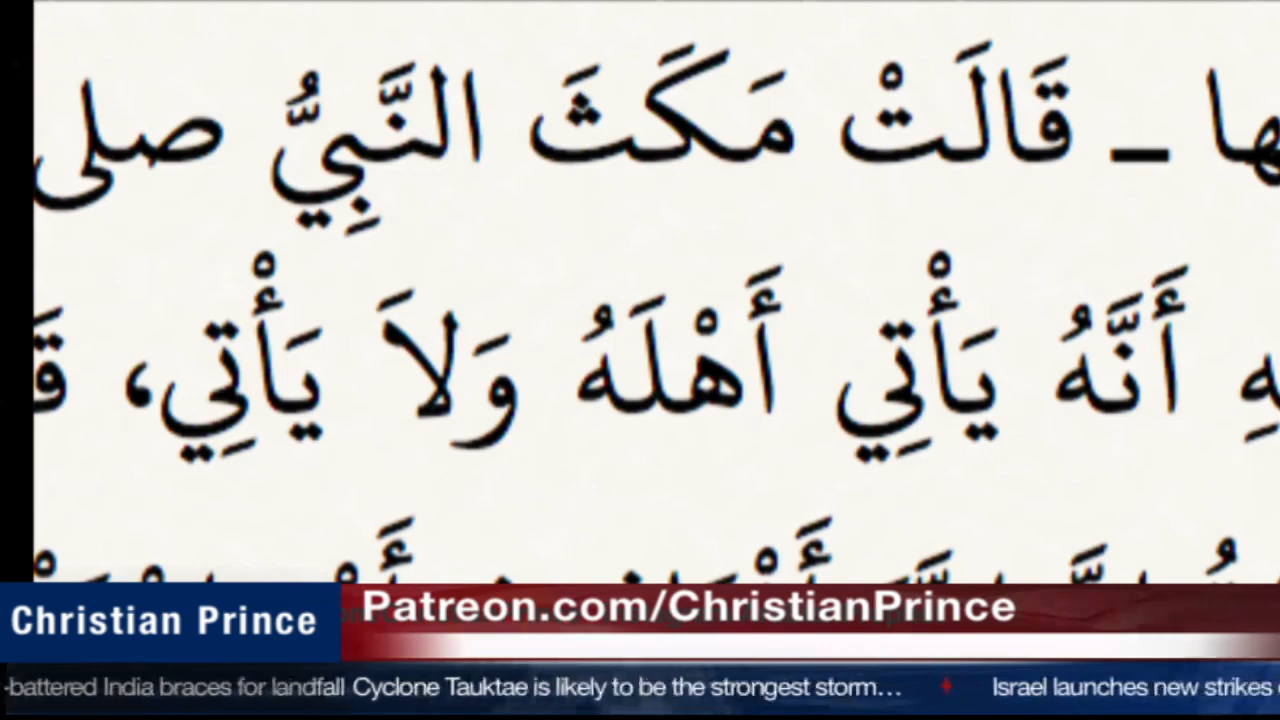 ـها ـ قَالَتْ مَكَثَ النَّبِيُّ صلى
أَنَّهُ يَأْتِي أَهْلَهُ وَلاَ يَأْتِي،
Christian Prince
Patreon.com/ChristianPrince
-battered India braces for landfall Cyclone Tauktae is likely to be the strongest storm… Israel launches new strikes